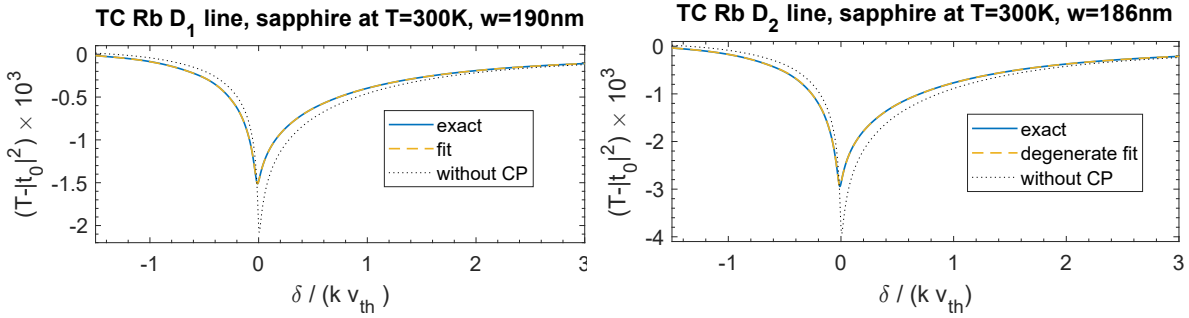 TC Rb D₁ line, sapphire at T=300K, w=190nm
0
-0.5
-1
-1.5
-2
(T-|t₀|²) × 10³
exact
fit
without CP
-1
0
1
2
3
δ / (k vₜₕ )
TC Rb D₂ line, sapphire at T=300K, w=186nm
0
-1
-2
-3
-4
(T-|t₀|²) × 10³
exact
degenerate fit
without CP
-1
0
1
2
3
δ / (k vₜₕ)